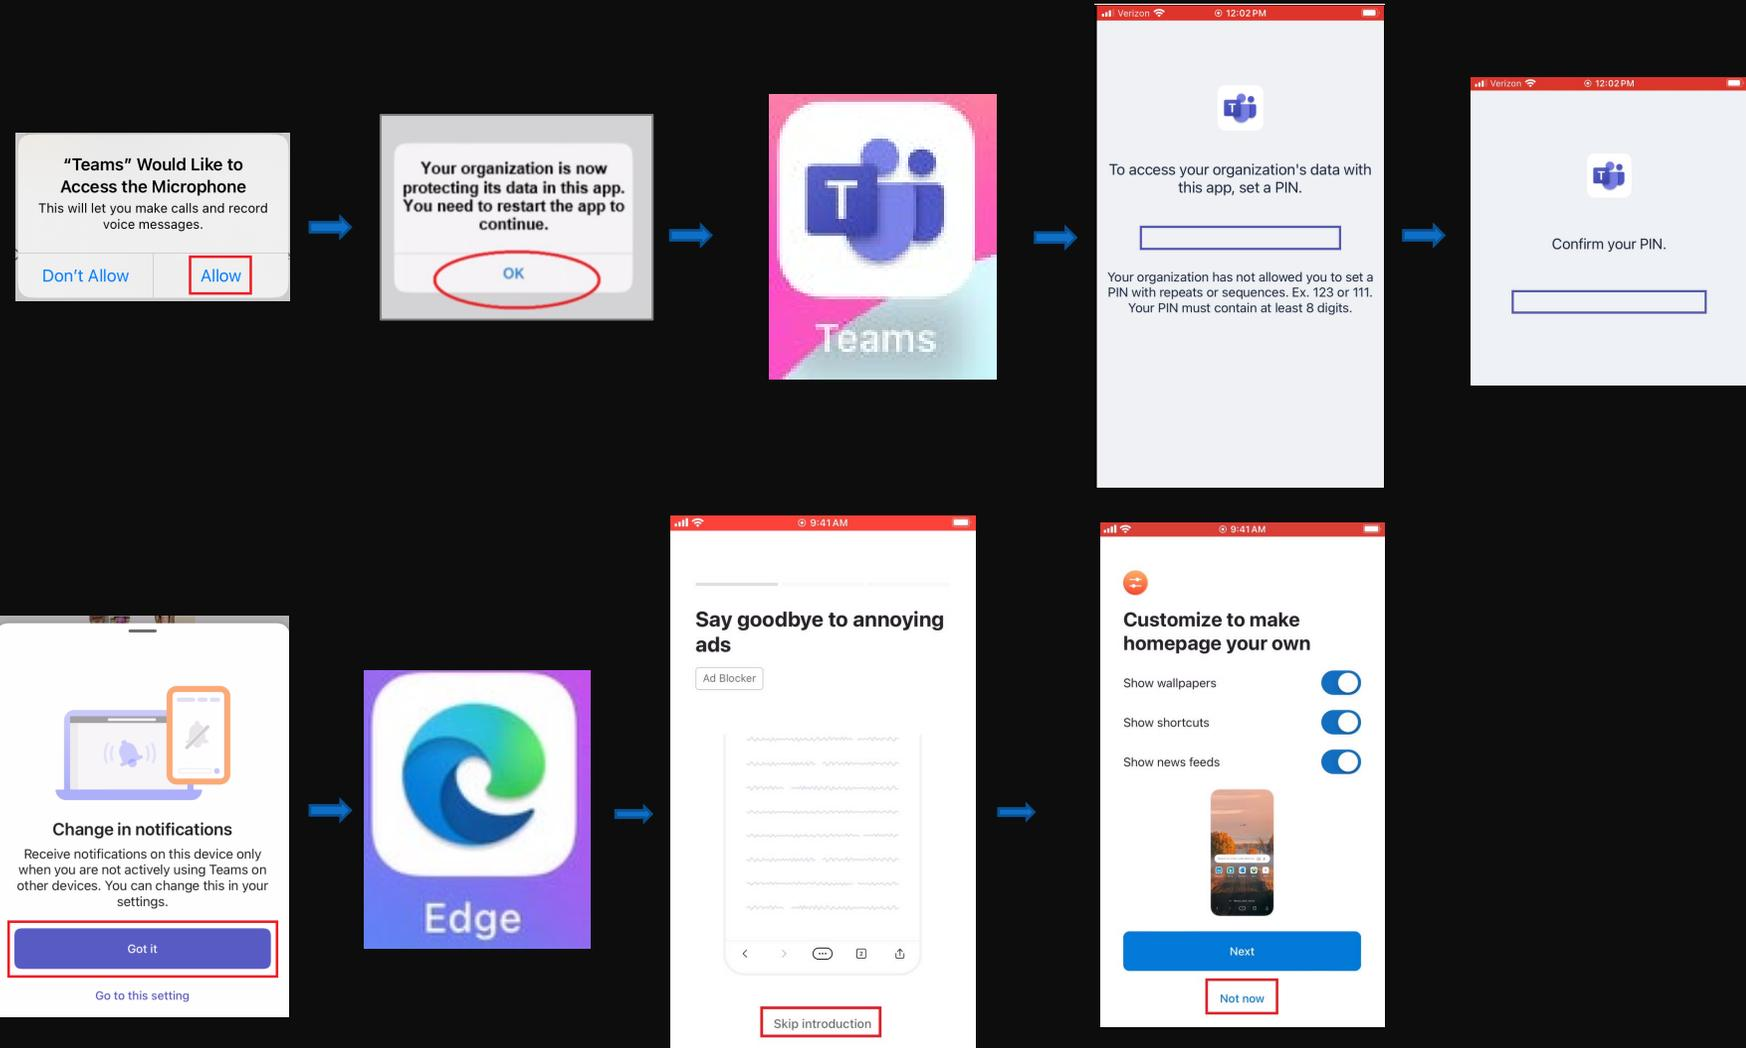 “Teams” Would Like to
Access the Microphone
This will let you make calls and record
voice messages.
Don’t Allow
Allow
Your organization is now
protecting its data in this app.
You need to restart the app to
continue.
OK
T
Teams
Verizon
12:02 PM
T
To access your organization's data with
this app, set a PIN.
Your organization has not allowed you to set a
PIN with repeats or sequences. Ex. 123 or 111.
Your PIN must contain at least 8 digits.
Verizon
12:02 PM
T
Confirm your PIN.
Change in notifications
Receive notifications on this device only
when you are not actively using Teams on
other devices. You can change this in your
settings.
Got it
Go to this setting
Edge
9:41 AM
Say goodbye to annoying
ads
Ad Blocker
2
Skip introduction
9:41 AM
Customize to make
homepage your own
Show wallpapers
Show shortcuts
Show news feeds
Next
Not now